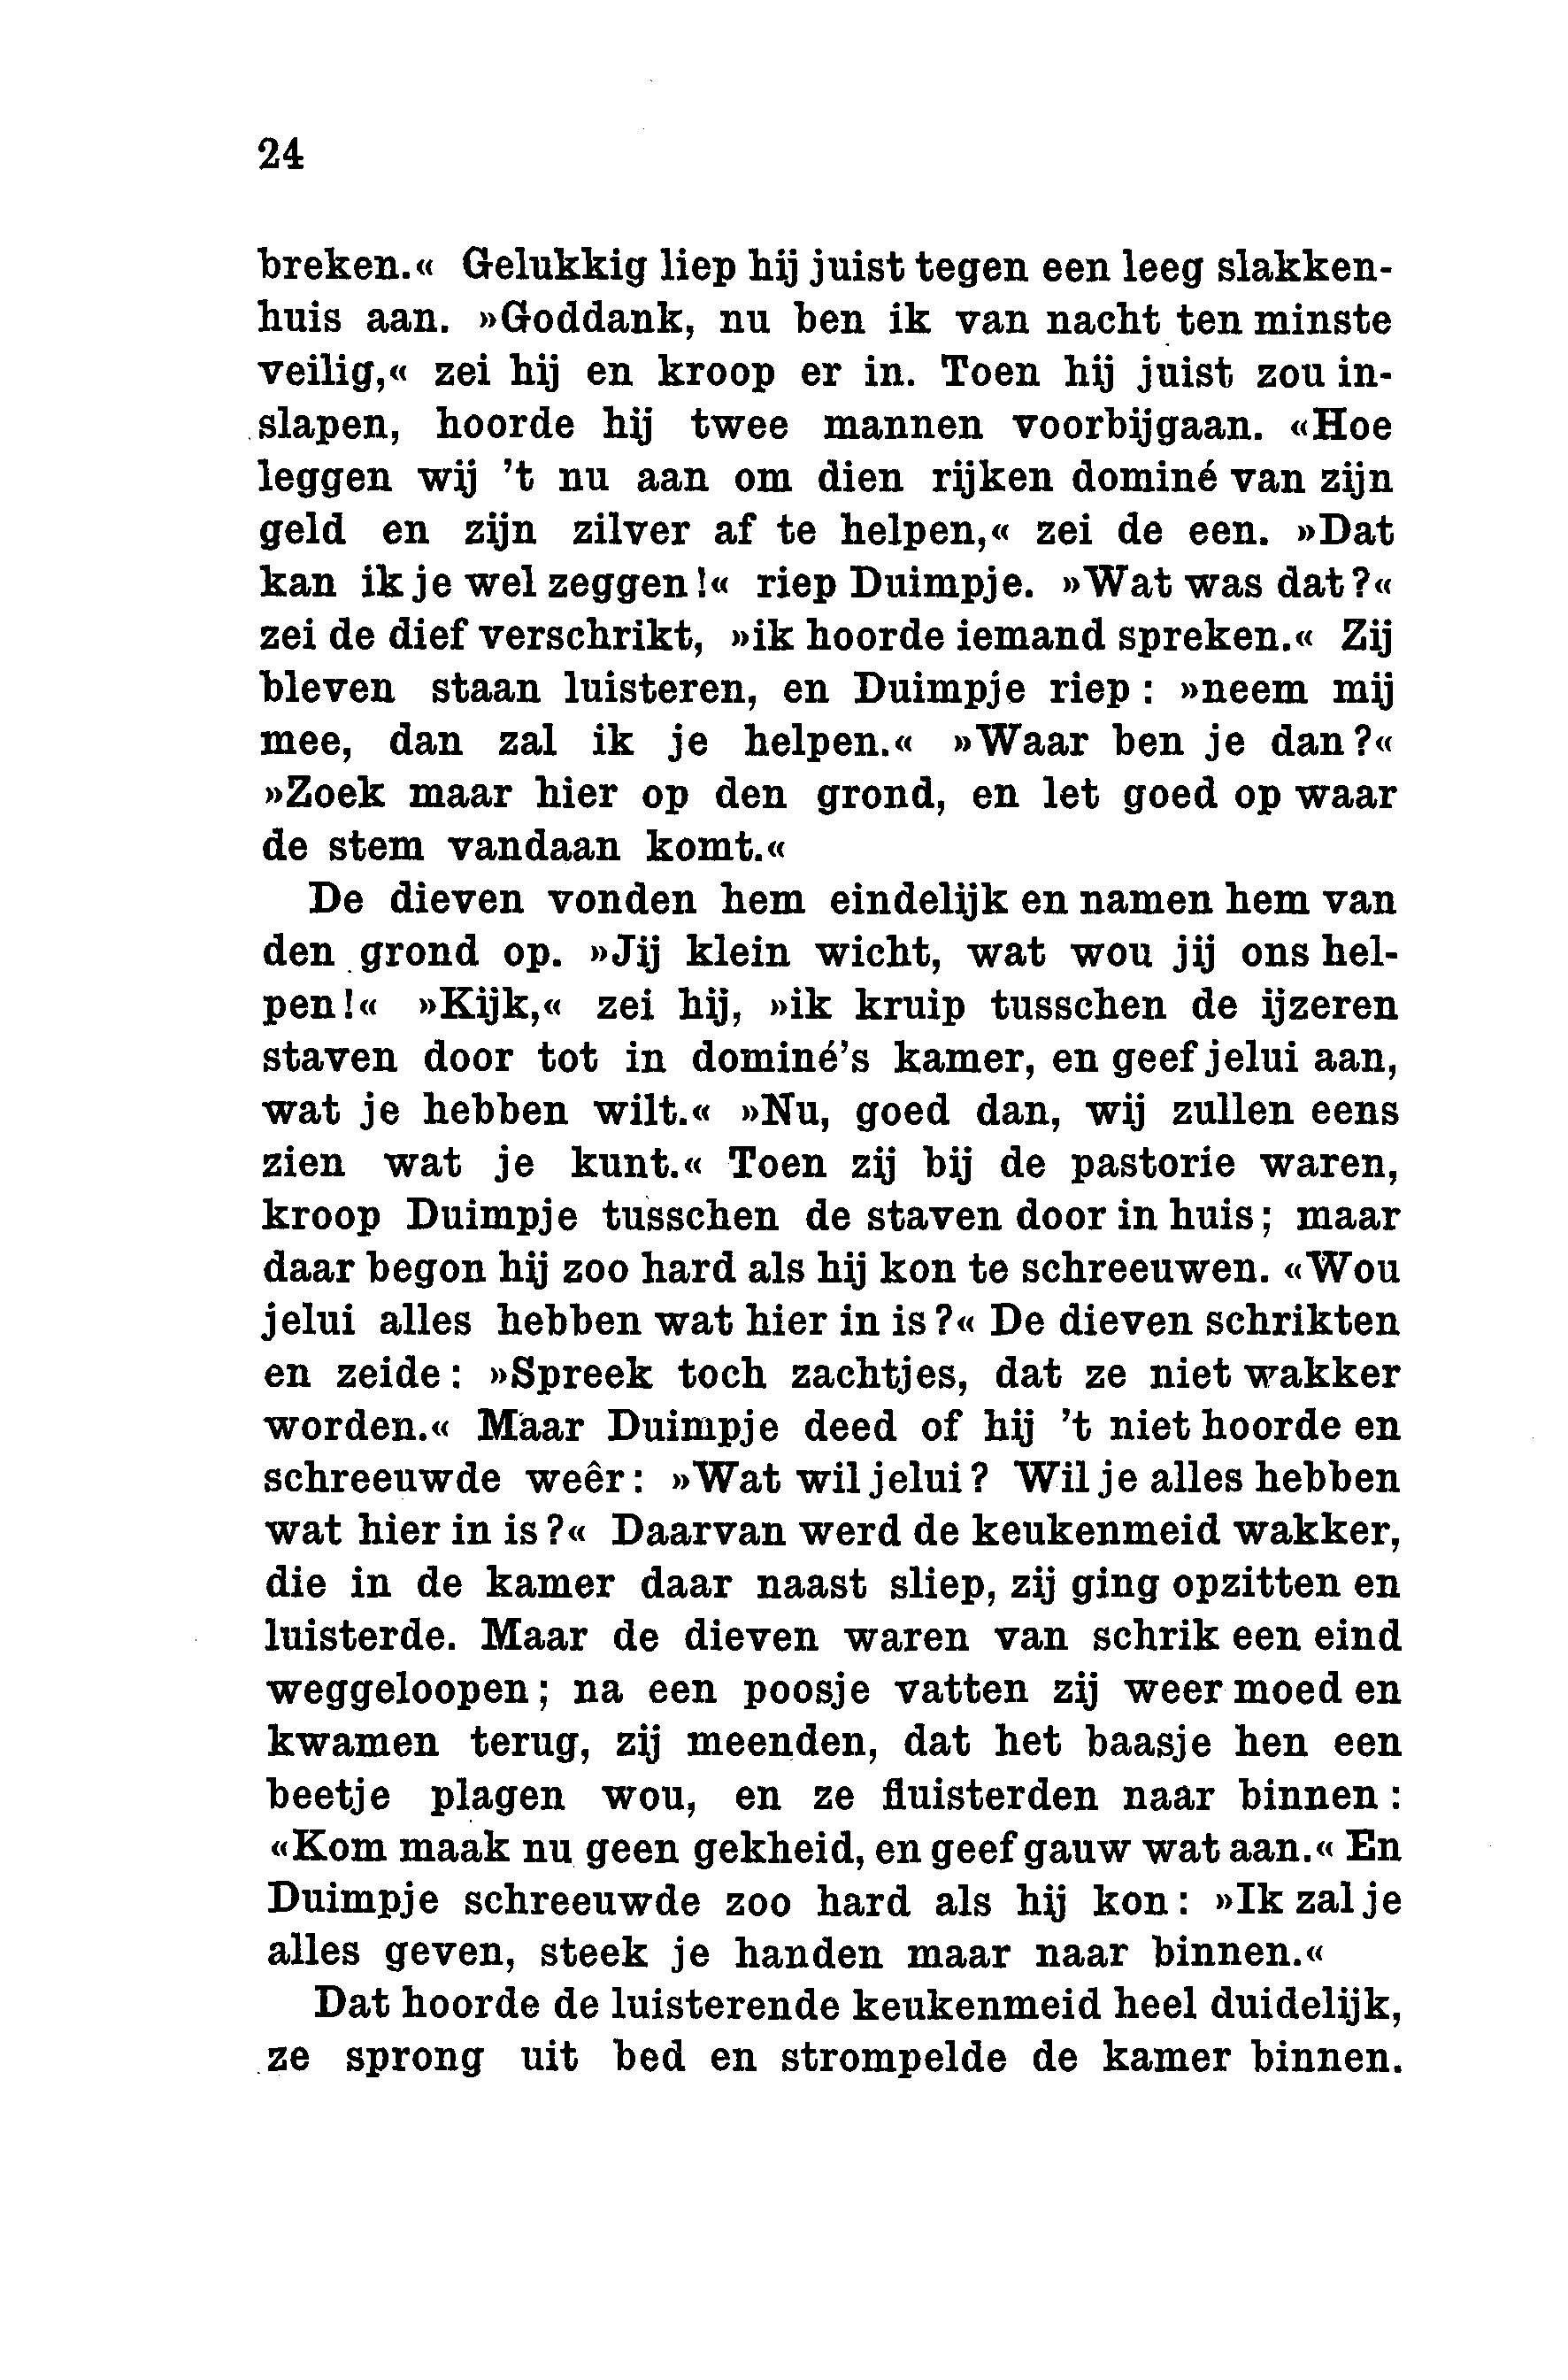 24
breken.« Gelukkig liep hij juist tegen een leeg slakken-
huis aan. »Goddank, nu ben ik van nacht ten minste
veilig,« zei hij en kroop er in. Toen hij juist zou in-
slapen, hoorde hij twee mannen voorbijgaan. «Hoe
leggen wij 't nu aan om dien rijken dominé van zijn
geld en zijn zilver af te helpen,« zei de een. »Dat
kan ik je wel zeggen!« riep Duimpje. »Wat was dat?«
zei de dief verschrikt, »ik hoorde iemand spreken.« Zij
bleven staan luisteren, en Duimpje riep: »neem mij
mee, dan zal ik je helpen.« »Waar ben je dan?«
»Zoek maar hier op den grond, en let goed op waar
de stem vandaan komt.«
De dieven vonden hem eindelijk en namen hem van
den grond op. »Jij klein wicht, wat wou jij ons hel-
pen!« »Kijk,« zei hij, »ik kruip tusschen de ijzeren
staven door tot in dominé's kamer, en geef jelui aan,
wat je hebben wilt.« »Nu, goed dan, wij zullen eens
zien wat je kunt.« Toen zij bij de pastorie waren,
kroop Duimpje tusschen de staven door in huis; maar
daar begon hij zoo hard als hij kon te schreeuwen. «Wou
jelui alles hebben wat hier in is?« De dieven schrikten
en zeide: »Spreek toch zachtjes, dat ze niet wakker
worden.« Maar Duimpje deed of hij 't niet hoorde en
schreeuwde weêr: »Wat wil jelui? Wil je alles hebben
wat hier in is?« Daarvan werd de keukenmeid wakker,
die in de kamer daar naast sliep, zij ging opzitten en
luisterde. Maar de dieven waren van schrik een eind
weggeloopen; na een poosje vatten zij weer moed en
kwamen terug, zij meenden, dat het baasje hen een
beetje plagen wou, en ze fluisterden naar binnen:
«Kom maak nu geen gekheid, en geef gauw wat aan.« En
Duimpje schreeuwde zoo hard als hij kon: »Ik zal je
alles geven, steek je handen maar naar binnen.«
Dat hoorde de luisterende keukenmeid heel duidelijk,
ze sprong uit bed en strompelde de kamer binnen.